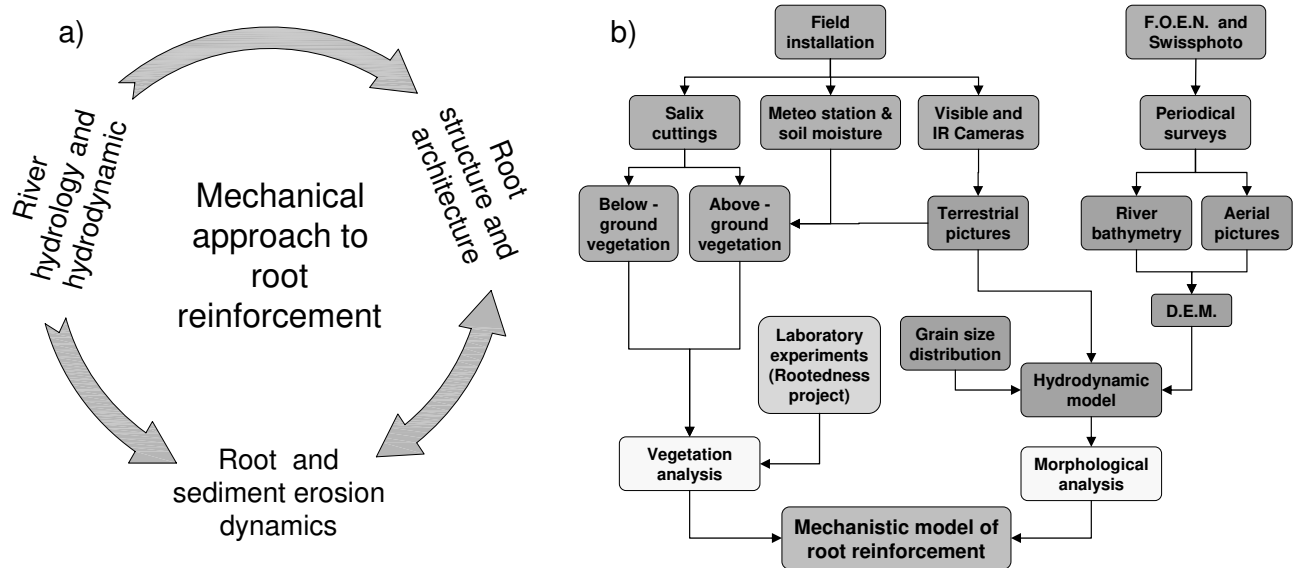 a)
River
hydrology and
hydrodynamic
Root
structure and
architecture
Mechanical
approach to
root
reinforcement
Root and
sediment erosion
dynamics
b)
Field
installation
F.O.E.N. and
Swissphoto
Salix
cuttings
Meteo station &
soil moisture
Visible and
IR Cameras
Periodical
surveys
Below -
ground
vegetation
Above -
ground
vegetation
Terrestrial
pictures
River
bathymetry
Aerial
pictures
D.E.M.
Laboratory
experiments
(Rootedness
project)
Grain size
distribution
Hydrodynamic
model
Vegetation
analysis
Morphological
analysis
Mechanistic model of
root reinforcement